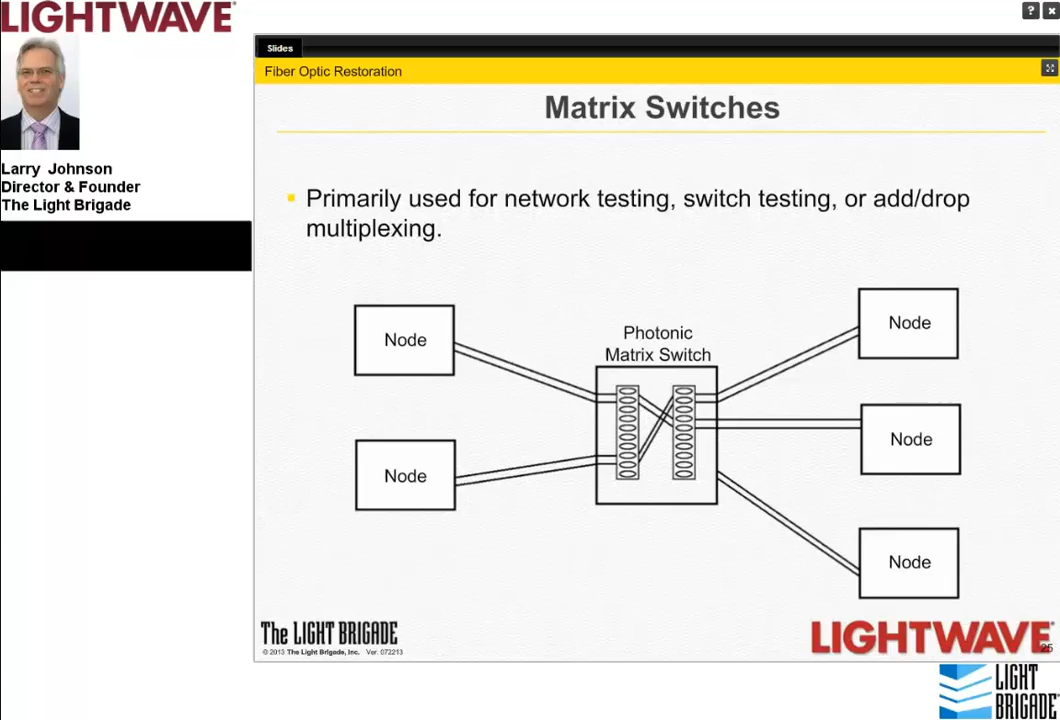 LIGHTWAVE
Larry Johnson
Director & Founder
The Light Brigade
?
Slides
Fiber Optic Restoration
Matrix Switches
Primarily used for network testing, switch testing, or add/drop
multiplexing.
Node
Node
Photonic
Matrix Switch
Node
Node
Node
The LIGHT BRIGADE
© 2013 The Light Brigade, Inc. Ver. 072213
LIGHTWAVE
25
LIGHT
BRIGADE